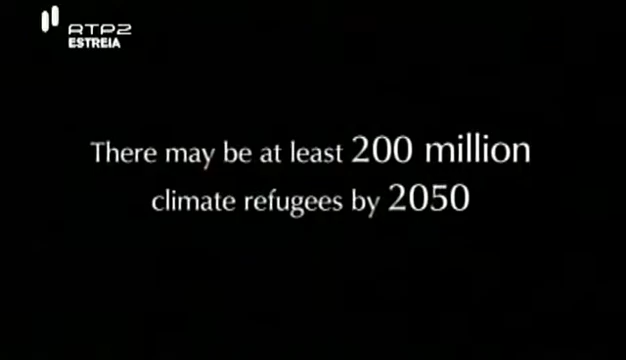 RTP2
ESTREIA
There may be at least 200 million
climate refugees by 2050